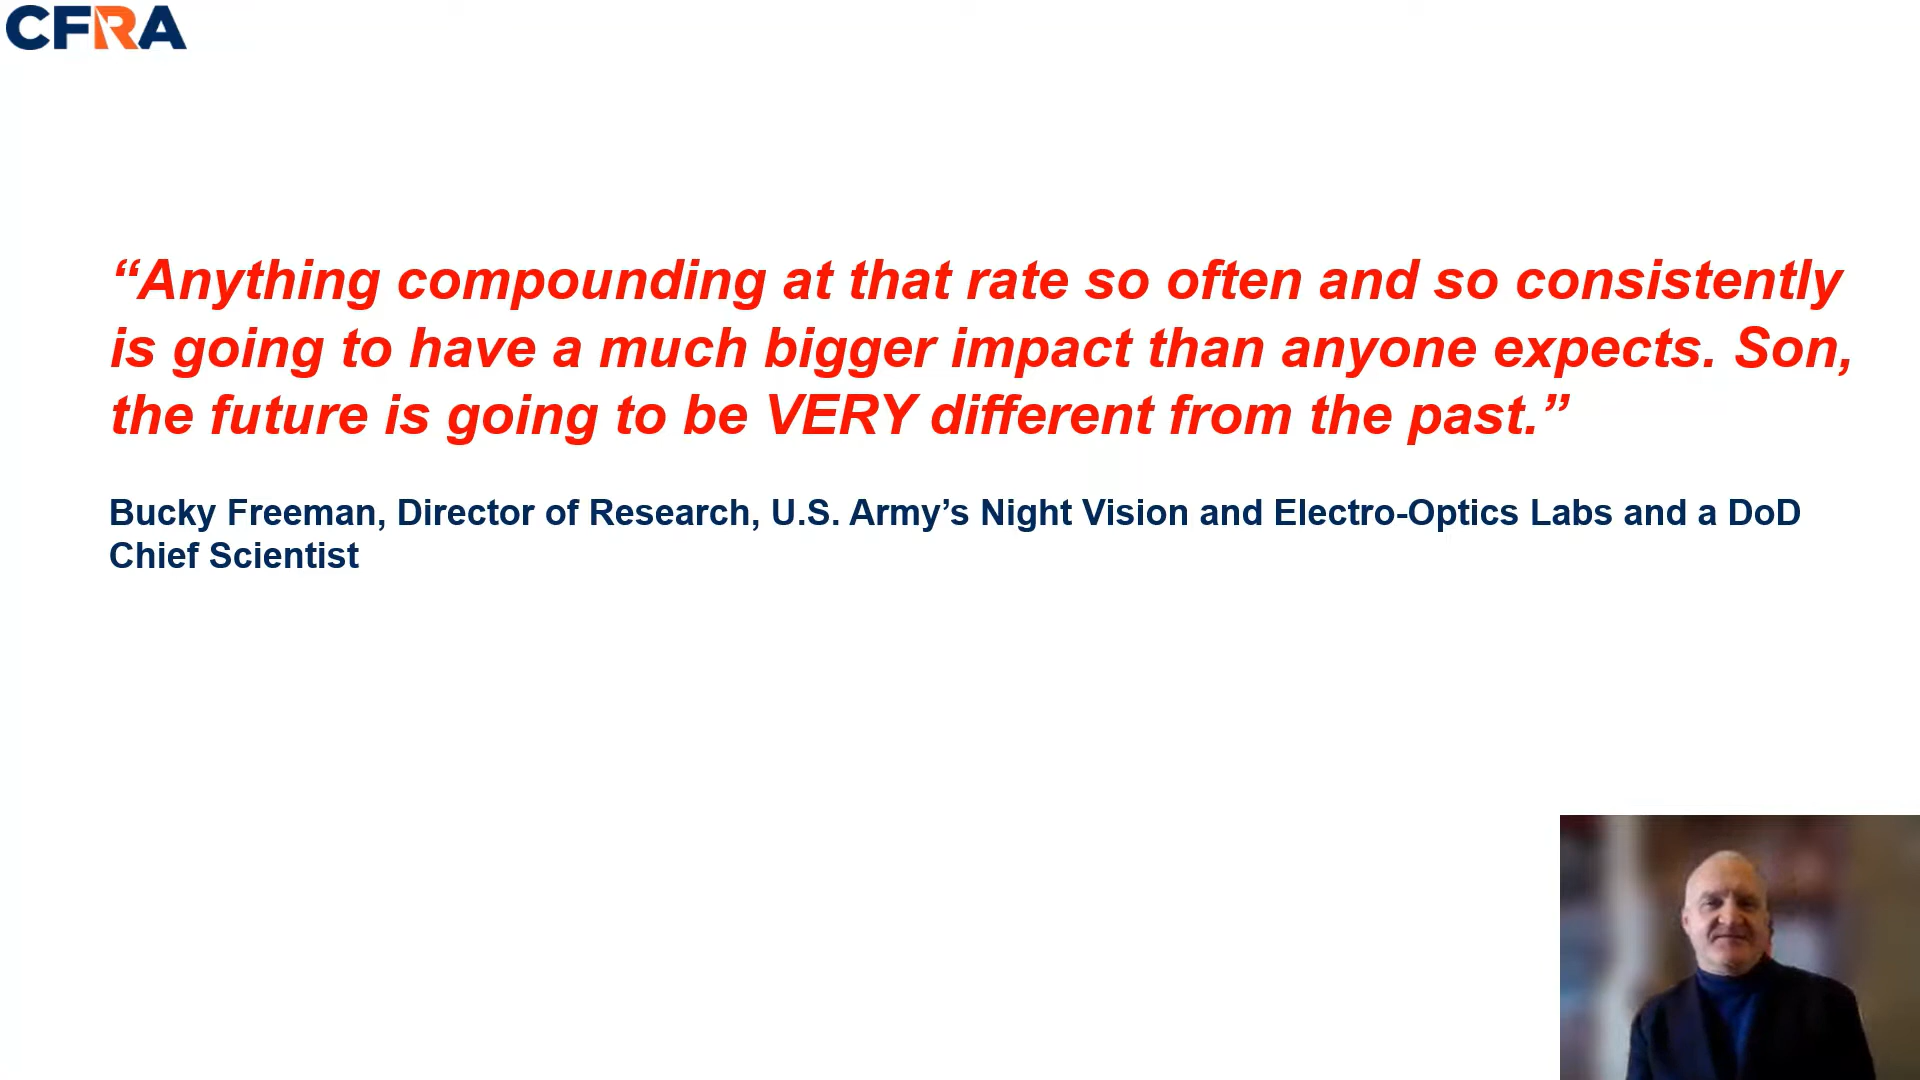 CFRA
“Anything compounding at that rate so often and so consistently
is going to have a much bigger impact than anyone expects. Son,
the future is going to be VERY different from the past.”
Bucky Freeman, Director of Research, U.S. Army’s Night Vision and Electro-Optics Labs and a DoD
Chief Scientist